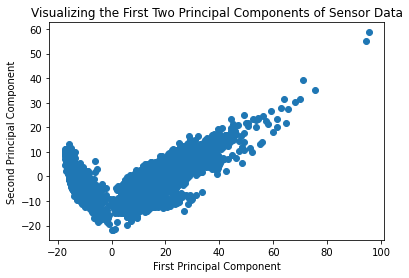 Visualizing the First Two Principal Components of Sensor Data
60
50
40
30
20
10
0
−10
−20
Second Principal Component
−20 0 20 40 60 80 100
First Principal Component